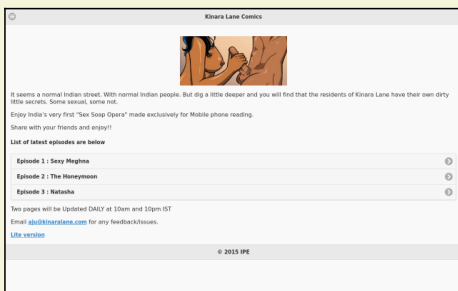 Kinara Lane Comics
It seems a normal Indian street. With normal Indian people. But dig a little deeper and you will find that the residents of Kinara Lane have their own dirty
little secrets. Some sexual, some not.
Enjoy India's very first "Sex Soap Opera" made exclusively for Mobile phone reading.
Share with your friends and enjoy!!
List of latest episodes are below
Episode 1 : Sexy Meghna
Episode 2 : The Honeymoon
Episode 3 : Natasha
Two pages will be Updated DAILY at 10am and 10pm IST
Email aju@kinaralane.com for any feedback/issues.
Lite version
© 2015 IPE